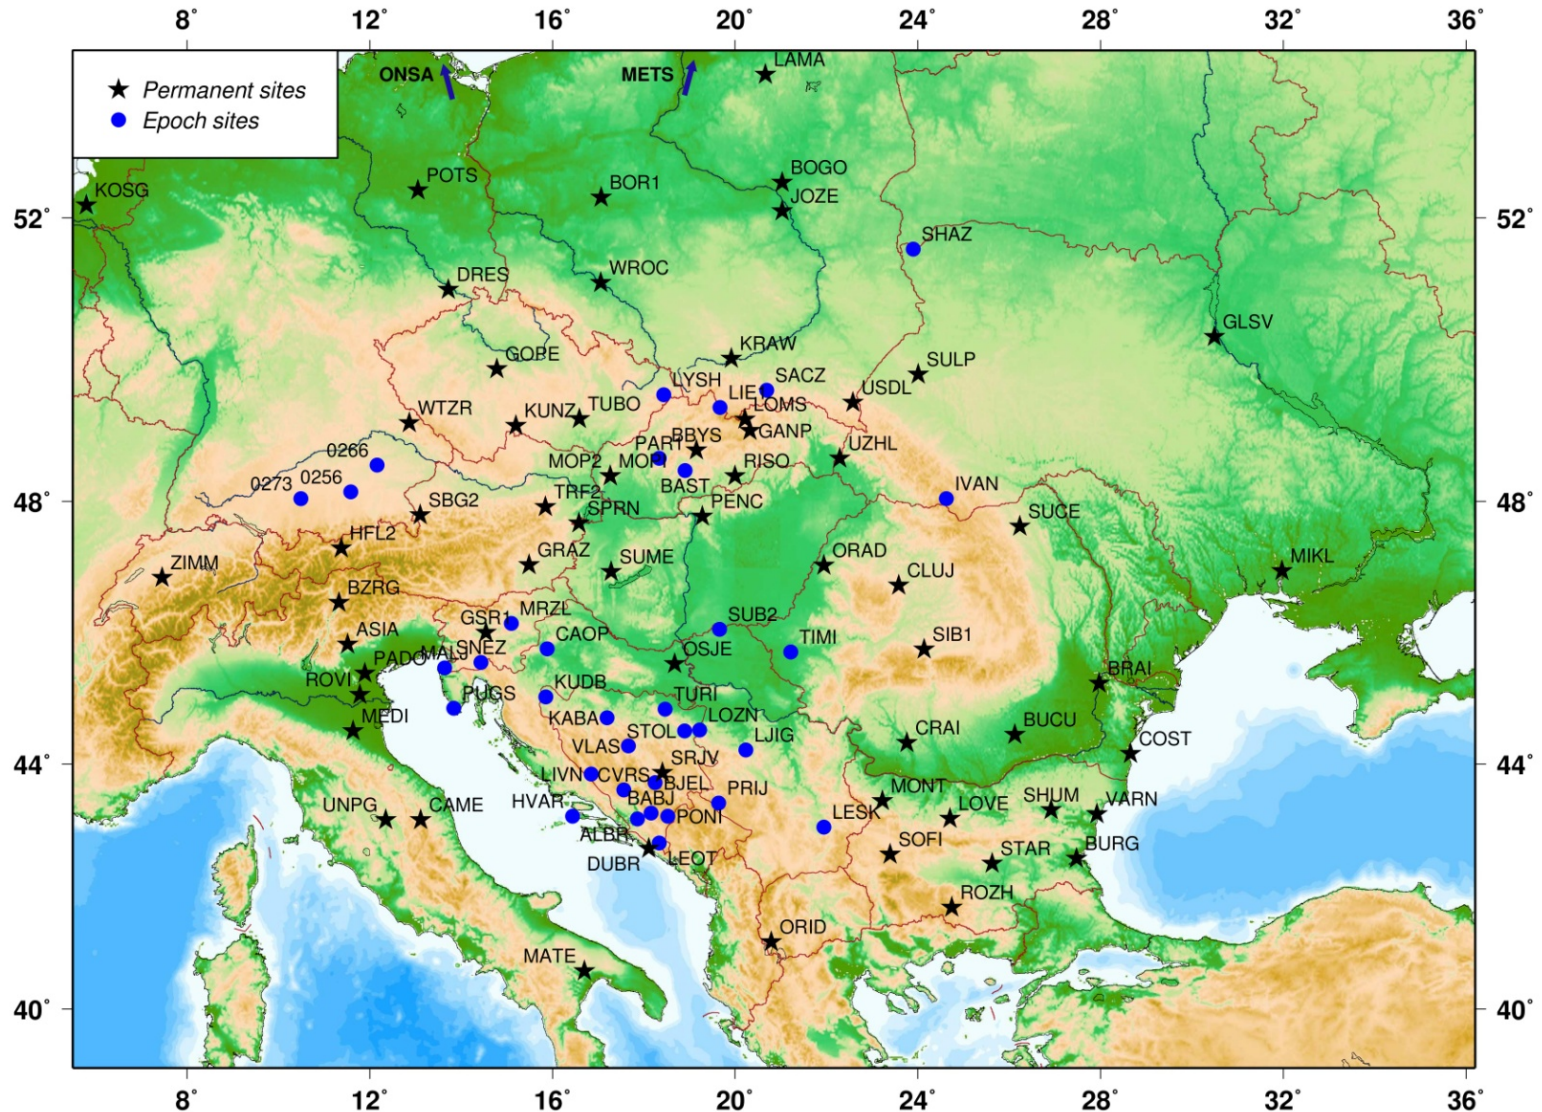 8° 12° 16° 20° 24° 28° 32° 36°
Permanent sites
Epoch sites
ONSA
METS
LAMA
KOSG
POTS
BOR1
BOGO
JOZE
52°
52°
SHAZ
DRES
WROC
GLSV
GOPE
KRAW
SULP
LYSH
SACZ
USDL
LIE1
LOMS
WTZR
KUNZ
TUBO
GANP
BBYS
PART
UZHL
0266
MOP2
MOPI
RISO
0273
0256
BAST
IVAN
48°
48°
SBG2
TRF2
PENC
SPRN
SUCE
HFL2
GRAZ
SUME
ORAD
MIKL
ZIMM
CLUJ
BZRG
GSR1
MRZL
SUB2
ASIA
SNEZ
CAOP
TIMI
SIB1
PADO
MALJ
OSJE
ROVI
BRAI
PUGS
KUDB
TURI
MEDI
KABA
STOL
LOZN
CRAI
BUCU
VLAS
LJIG
COST
44°
44°
SRJV
LIVN
CVRS
BJEL
PRIJ
MONT
UNPG
CAME
HVAR
BABJ
LESK
LOVE
SHUM
VARN
PONI
ALBR
SOFI
STAR
BURG
DUBR
LEOT
ROZH
ORID
MATE
40°
40°
8° 12° 16° 20° 24° 28° 32° 36°